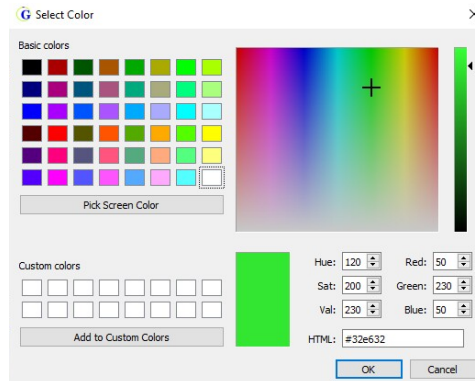 G Select Color
Basic colors
Pick Screen Color
Custom colors
Add to Custom Colors
Hue: 120 Red: 50
Sat: 200 Green: 230
Val: 230 Blue: 50
HTML: #32e632
OK Cancel